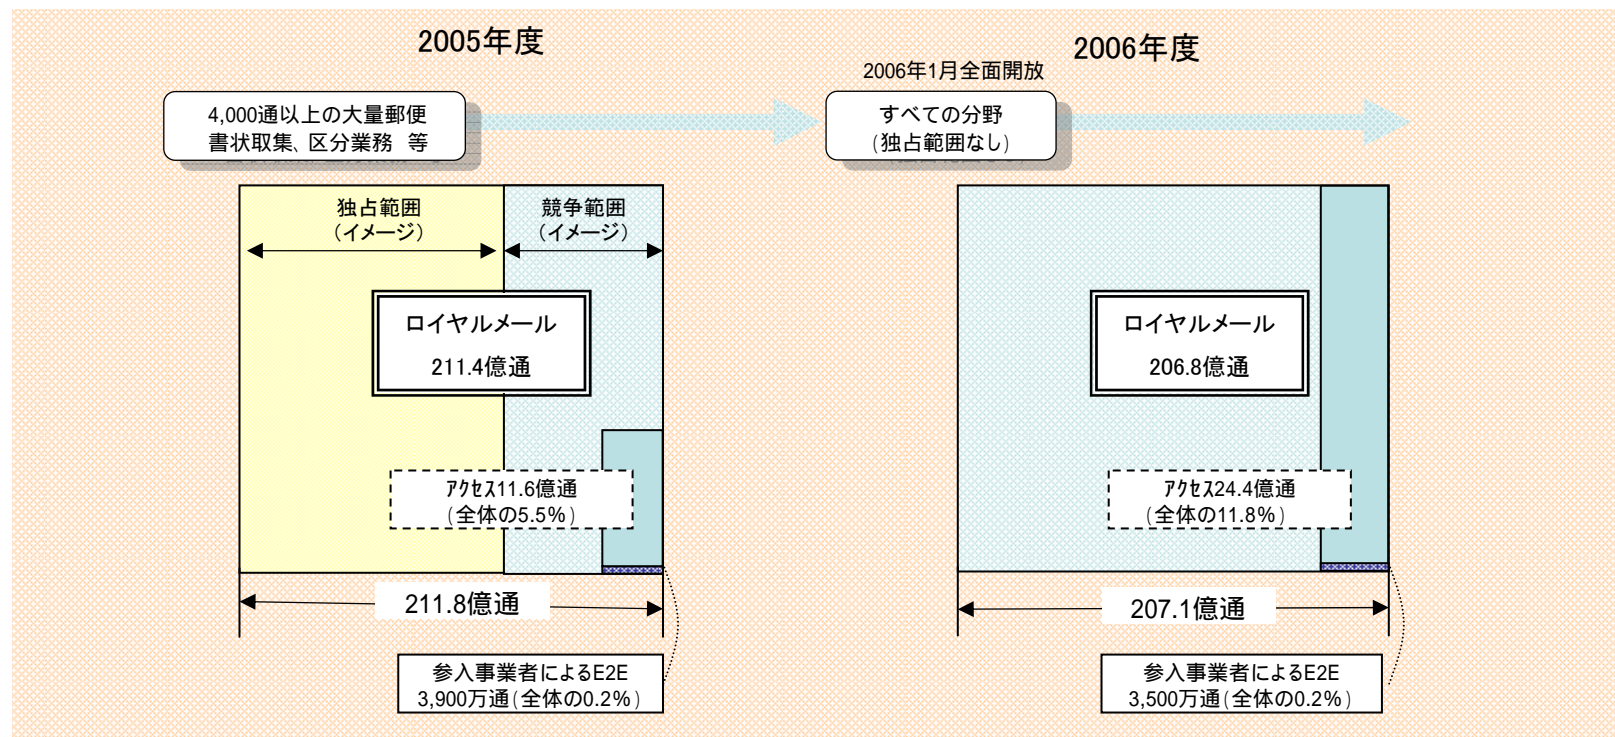 2005年度
2006年度
2006年1月全面開放
4,000通以上の大量郵便
書状取集、区分業務　等
すべての分野
(独占範囲なし)
独占範囲
(イメージ)
競争範囲
(イメージ)
ロイヤルメール
211.4億通
アクセス11.6億通
(全体の5.5%)
211.8億通
参入事業者によるE2E
3,900万通(全体の0.2%)
ロイヤルメール
206.8億通
アクセス24.4億通
(全体の11.8%)
207.1億通
参入事業者によるE2E
3,500万通(全体の0.2%)